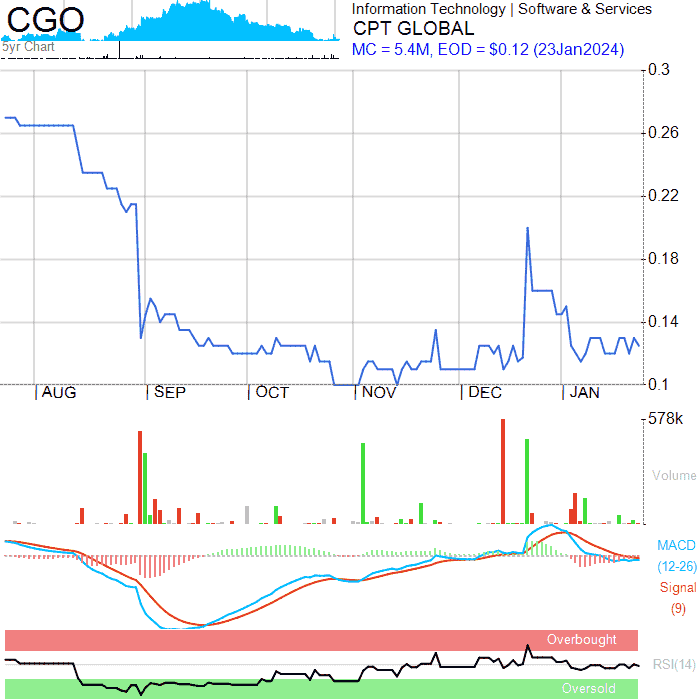 CGO
5yr Chart
Information Technology | Software & Services
CPT GLOBAL
MC = 5.4M, EOD = $0.12 (23Jan2024)
0.3
0.26
0.22
0.18
0.14
0.1
AUG SEP OCT NOV DEC JAN
578k
Volume
MACD
(12-26)
Signal
(9)
Overbought
RSI(14)
Oversold